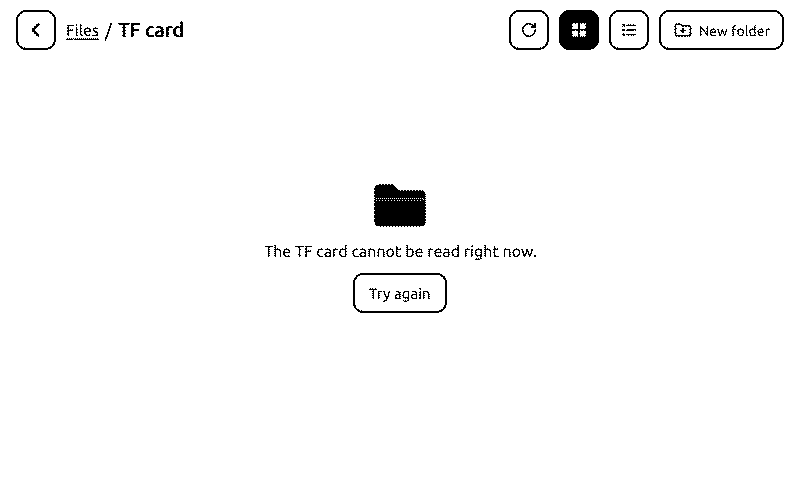 Files / TF card
New folder
The TF card cannot be read right now.
Try again